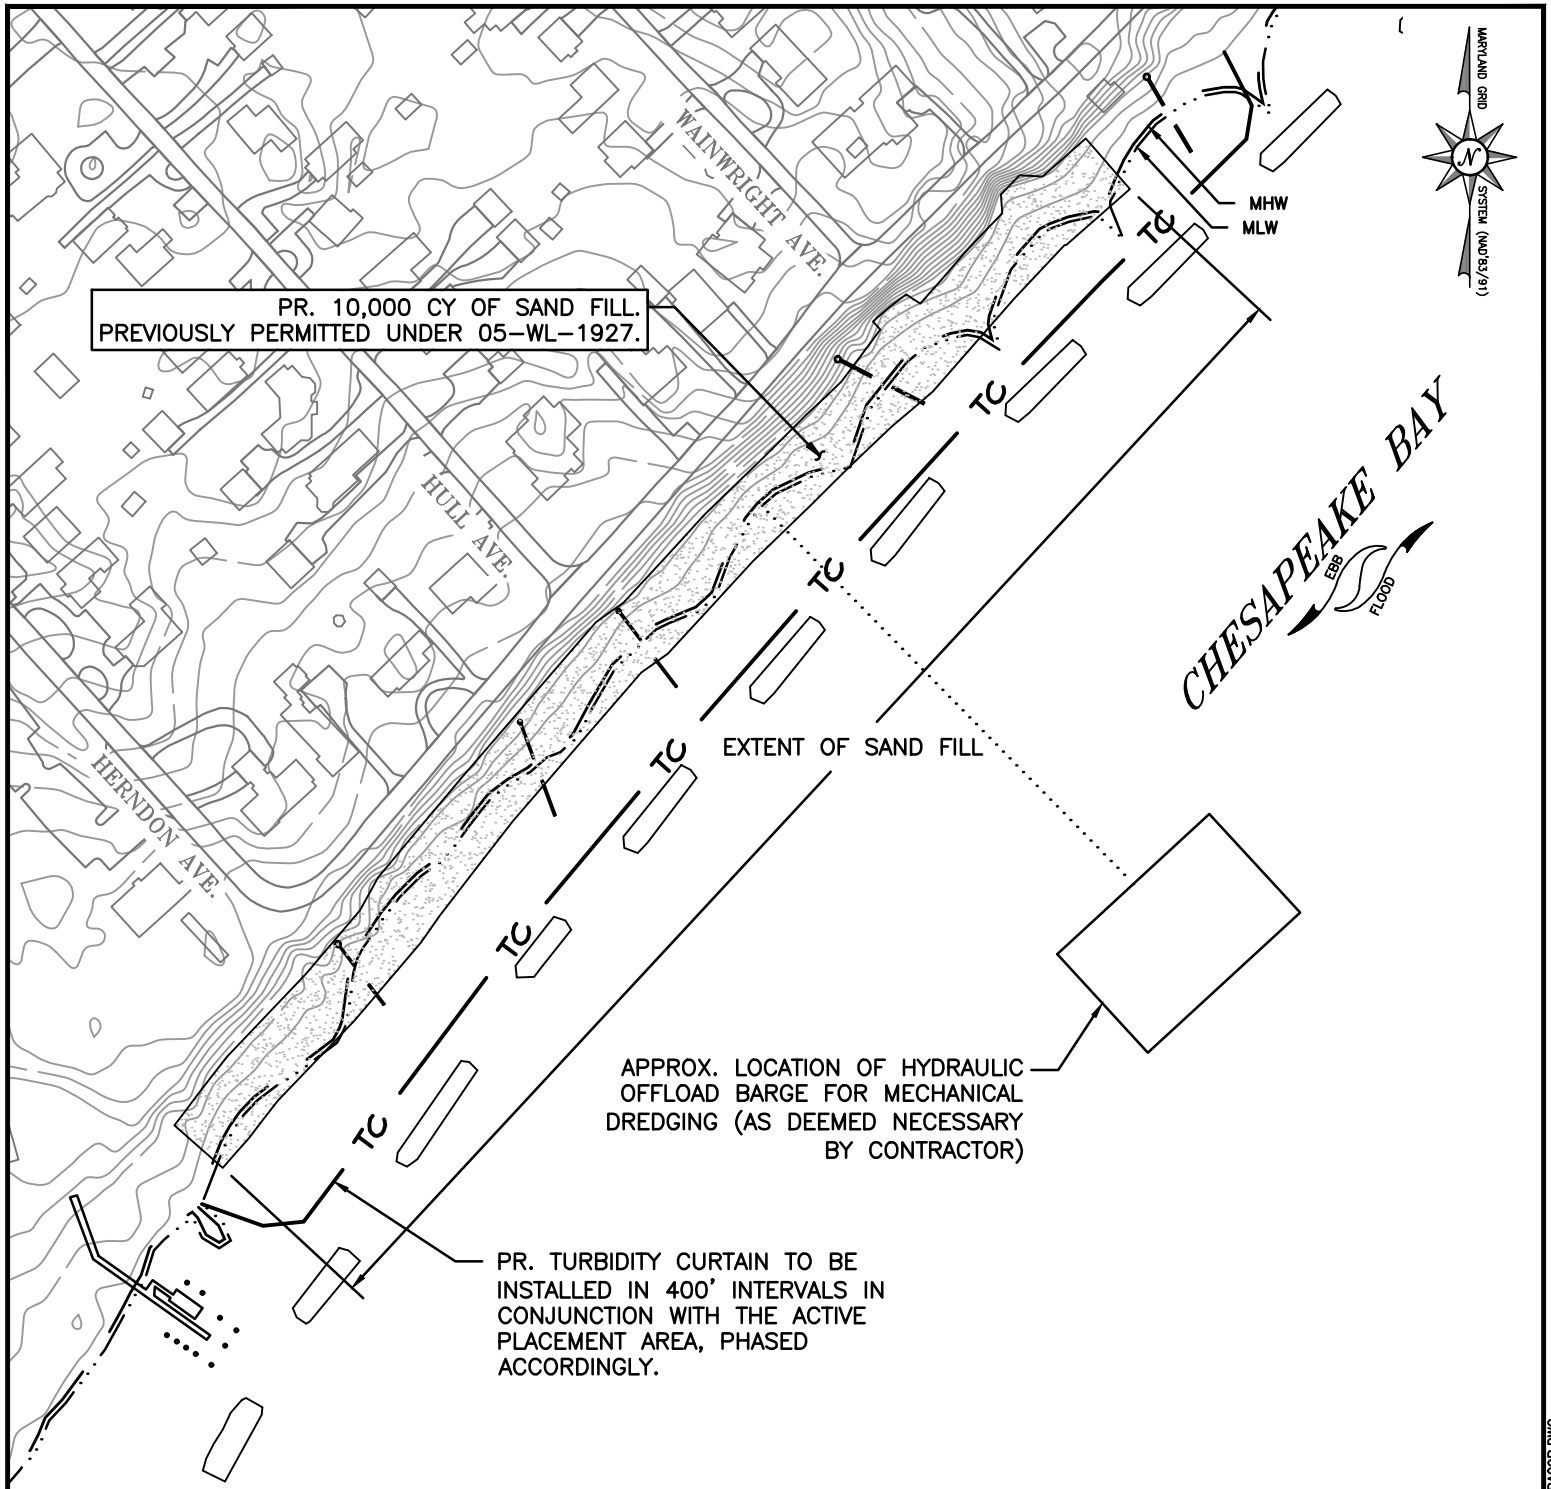 MARYLAND GRID
N
SYSTEM (NAD'83/91)
WAINWRIGHT AVE.
MHW
MLW
TC
PR. 10,000 CY OF SAND FILL.
PREVIOUSLY PERMITTED UNDER 05-WL-1927.
TC
CHESAPEAKE BAY
EBB
FLOOD
HULL AVE.
TC
TC
EXTENT OF SAND FILL
HERNDON AVE.
TC
APPROX. LOCATION OF HYDRAULIC
OFFLOAD BARGE FOR MECHANICAL
DREDGING (AS DEEMED NECESSARY
BY CONTRACTOR)
TC
PR. TURBIDITY CURTAIN TO BE
INSTALLED IN 400' INTERVALS IN
CONJUNCTION WITH THE ACTIVE
PLACEMENT AREA, PHASED
ACCORDINGLY.